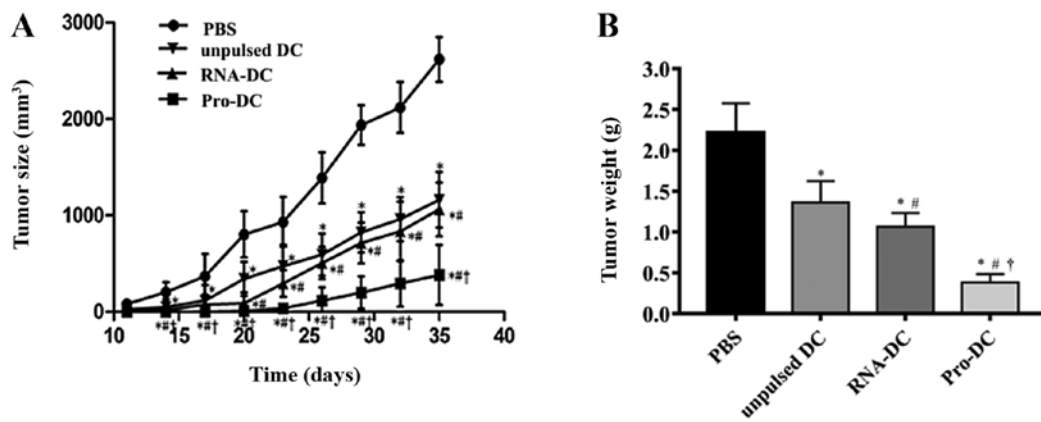 A
Tumor size (mm³)
3000
2000
1000
0
PBS
unpulsed DC
RNA-DC
Pro-DC
* * * * * * * *
*# *# *# *# *# *#
*#† *#† *#† *#† *#† *#† *#† *#†
10 15 20 25 30 35 40
Time (days)
B
Tumor weight (g)
3.0
2.5
2.0
1.5
1.0
0.5
0.0
*
* #
* # †
PBS
unpulsed DC
RNA-DC
Pro-DC